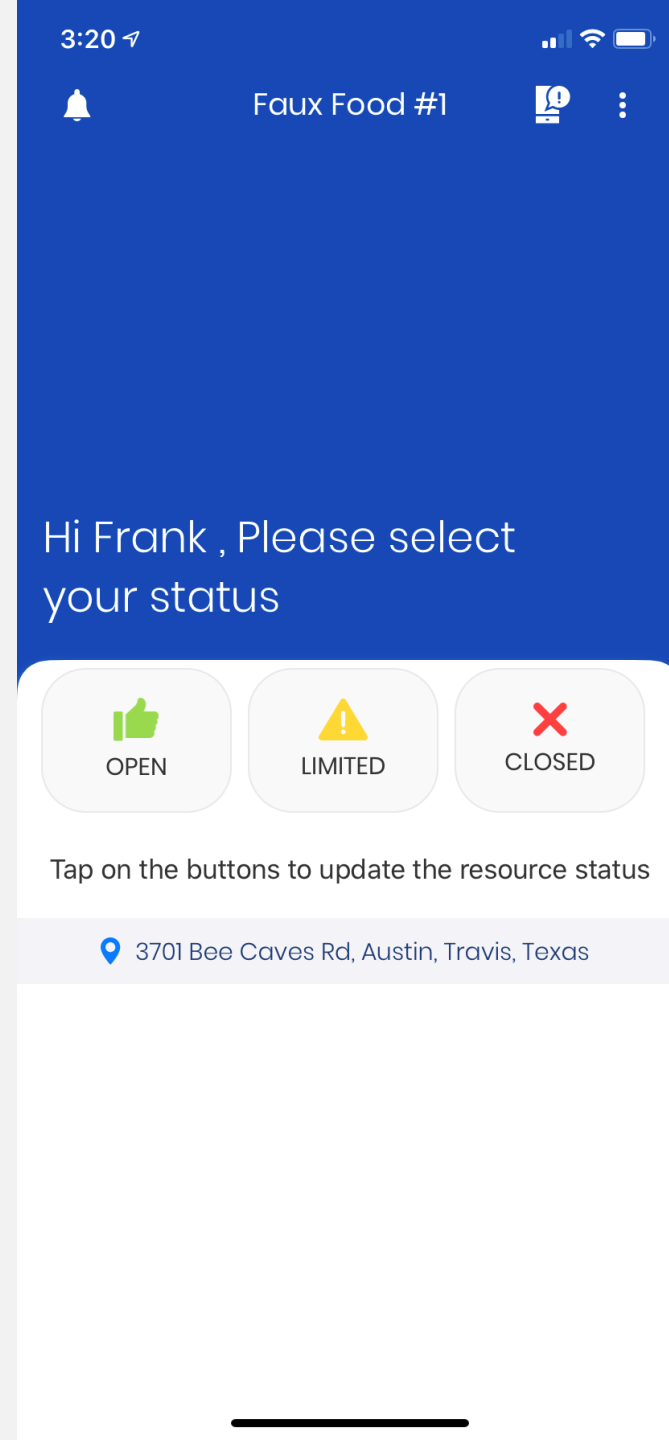 3:20
Faux Food #1
Hi Frank , Please select
your status
OPEN
LIMITED
CLOSED
Tap on the buttons to update the resource status
3701 Bee Caves Rd, Austin, Travis, Texas